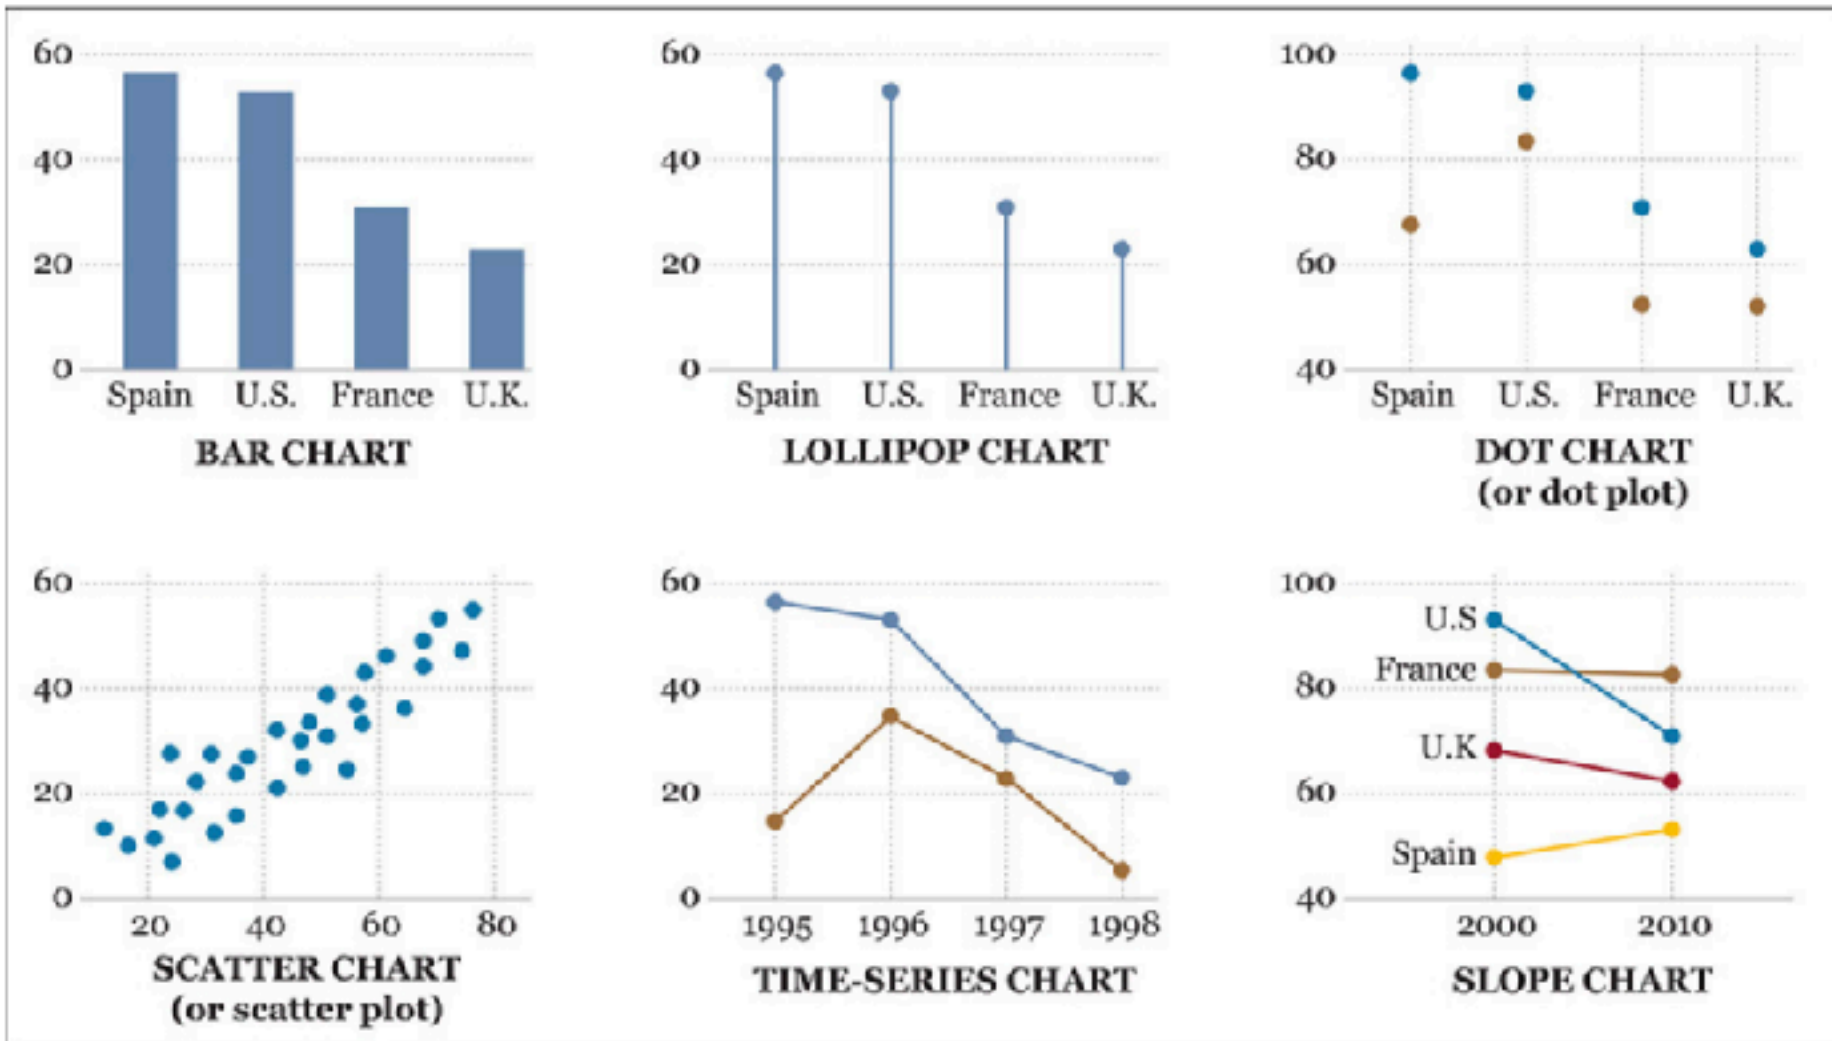 60
40
20
0
Spain U.S. France U.K.
BAR CHART
60
40
20
0
Spain U.S. France U.K.
LOLLIPOP CHART
100
80
60
40
Spain U.S. France U.K.
DOT CHART
(or dot plot)
60
40
20
0
20 40 60 80
SCATTER CHART
(or scatter plot)
60
40
20
0
1995 1996 1997 1998
TIME-SERIES CHART
100
80
60
40
U.S
France
U.K
Spain
2000 2010
SLOPE CHART